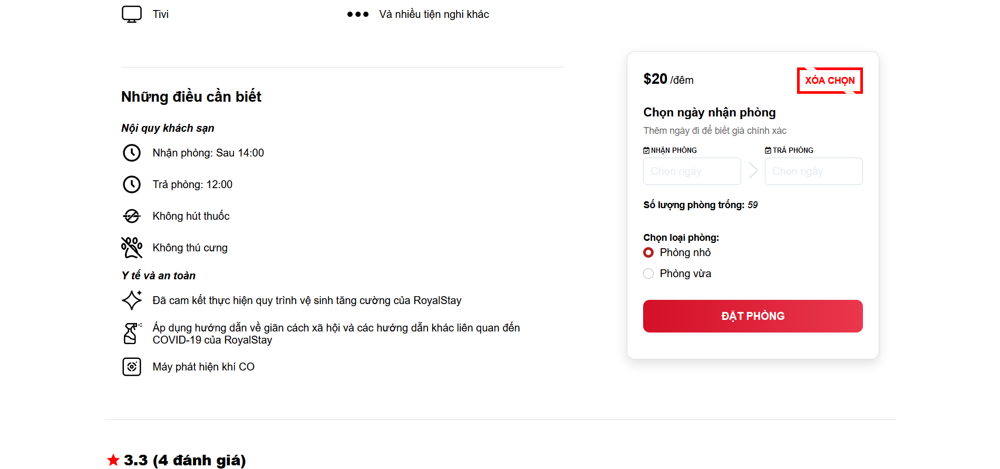 Tivi
Và nhiều tiện nghi khác
Những điều cần biết
Nội quy khách sạn
Nhận phòng: Sau 14:00
Trả phòng: 12:00
Không hút thuốc
Không thú cưng
Y tế và an toàn
Đã cam kết thực hiện quy trình vệ sinh tăng cường của RoyalStay
Áp dụng hướng dẫn về giãn cách xã hội và các hướng dẫn khác liên quan đến
COVID-19 của RoyalStay
Máy phát hiện khí CO
$20 /đêm
XÓA CHỌN
Chọn ngày nhận phòng
Thêm ngày đi để biết giá chính xác
NHẬN PHÒNG
TRẢ PHÒNG
Chọn ngày
Chọn ngày
Số lượng phòng trống: 59
Chọn loại phòng:
Phòng nhỏ
Phòng vừa
ĐẶT PHÒNG
3.3 (4 đánh giá)